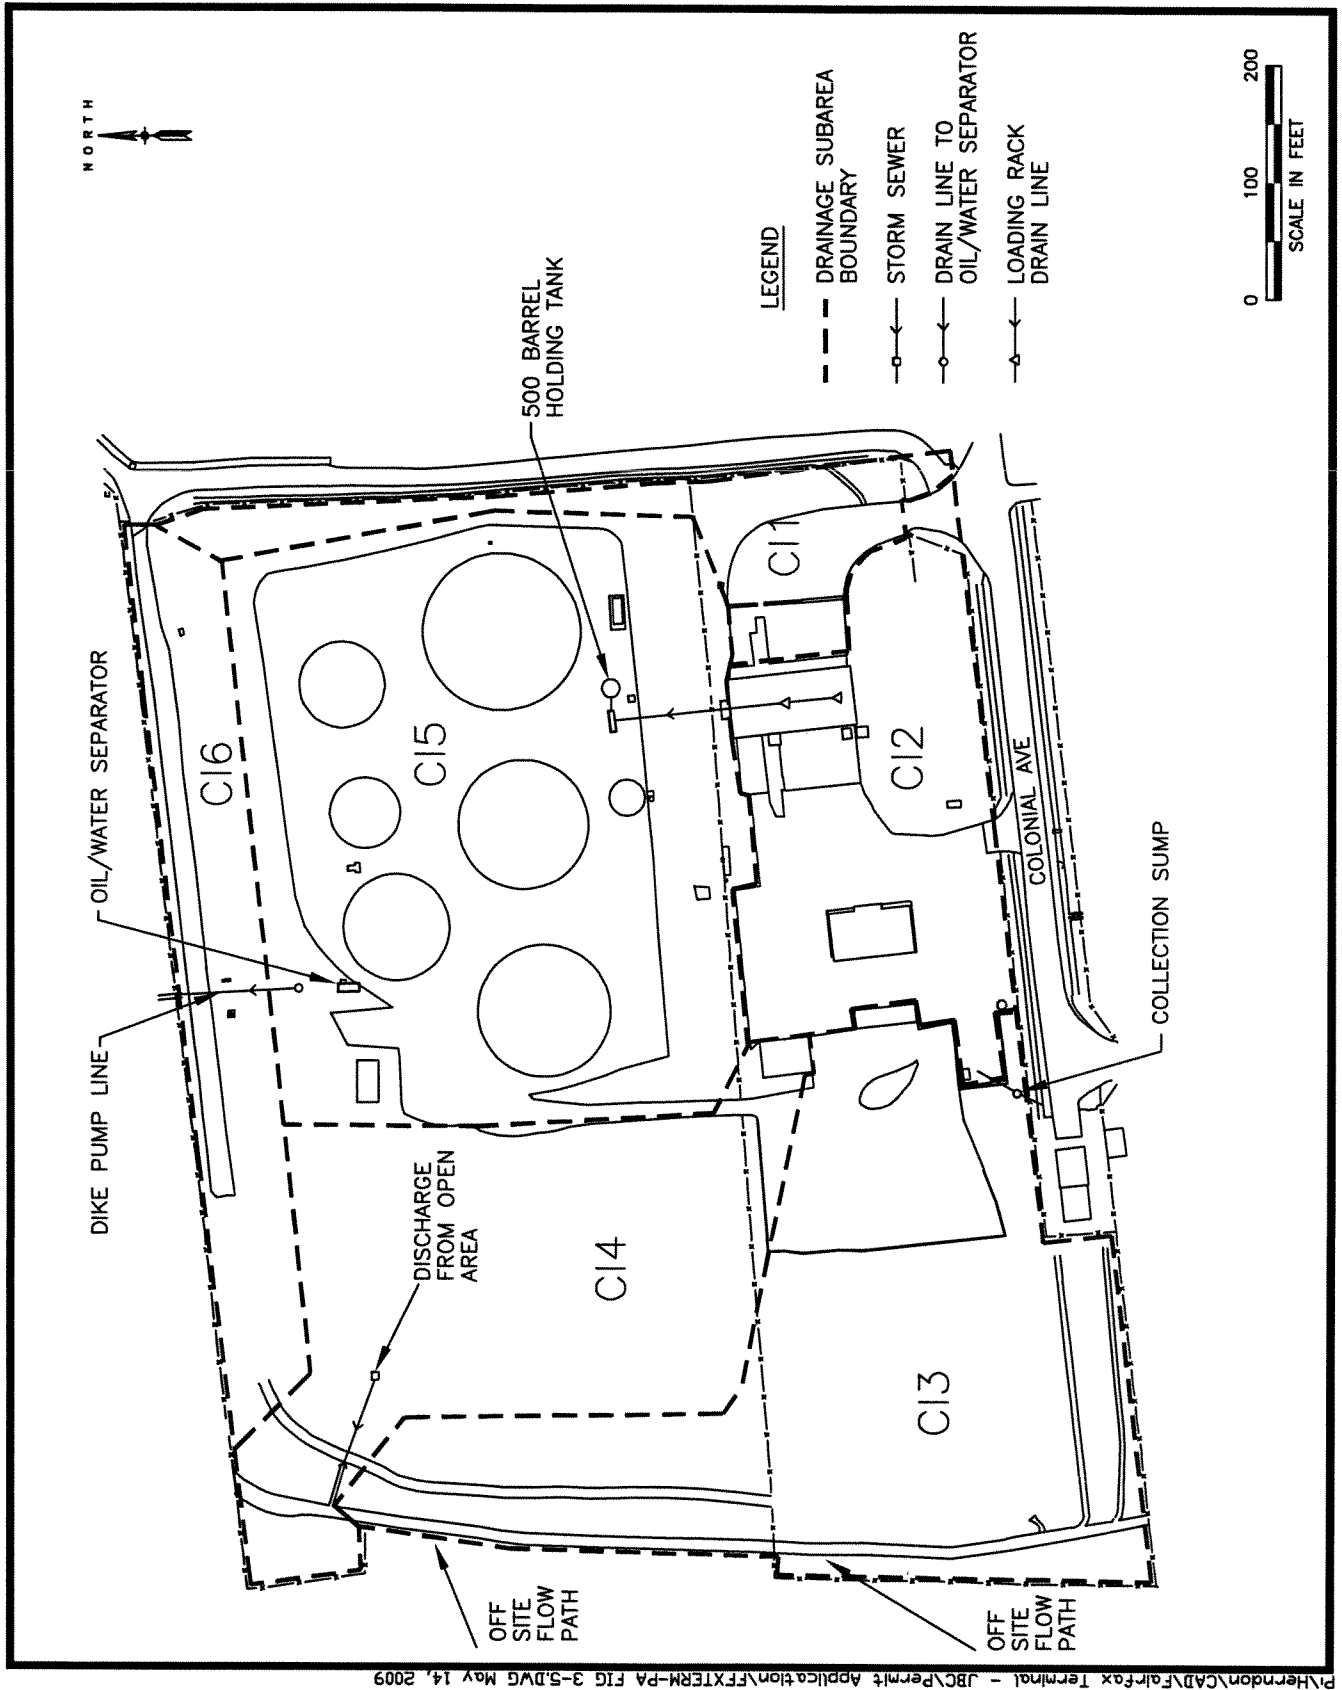 NORTH
DIKE PUMP LINE
OIL/WATER SEPARATOR
DISCHARGE
FROM OPEN
AREA
OFF
SITE
FLOW
PATH
500 BARREL
HOLDING TANK
C16
C15
C14
C11
C12
C13
COLONIAL AVE
COLLECTION SUMP
OFF
SITE
FLOW
PATH
LEGEND
DRAINAGE SUBAREA
BOUNDARY
STORM SEWER
DRAIN LINE TO
OIL/WATER SEPARATOR
LOADING RACK
DRAIN LINE
0 100 200
SCALE IN FEET
P:\Herndon\CAD\Fairfax Terminal - JBC\Permit Application\FFXTERM-PA FIG 3-5.DWG May 14, 2009